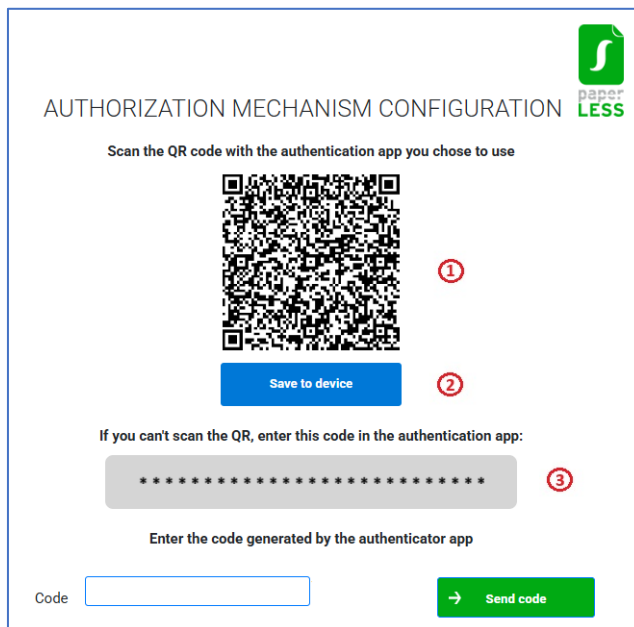 paper
LESS
AUTHORIZATION MECHANISM CONFIGURATION
Scan the QR code with the authentication app you chose to use
1
Save to device
2
If you can't scan the QR, enter this code in the authentication app:
* * * * * * * * * * * * * * * * * * * * * * * * * * *
3
Enter the code generated by the authenticator app
Code
→ Send code